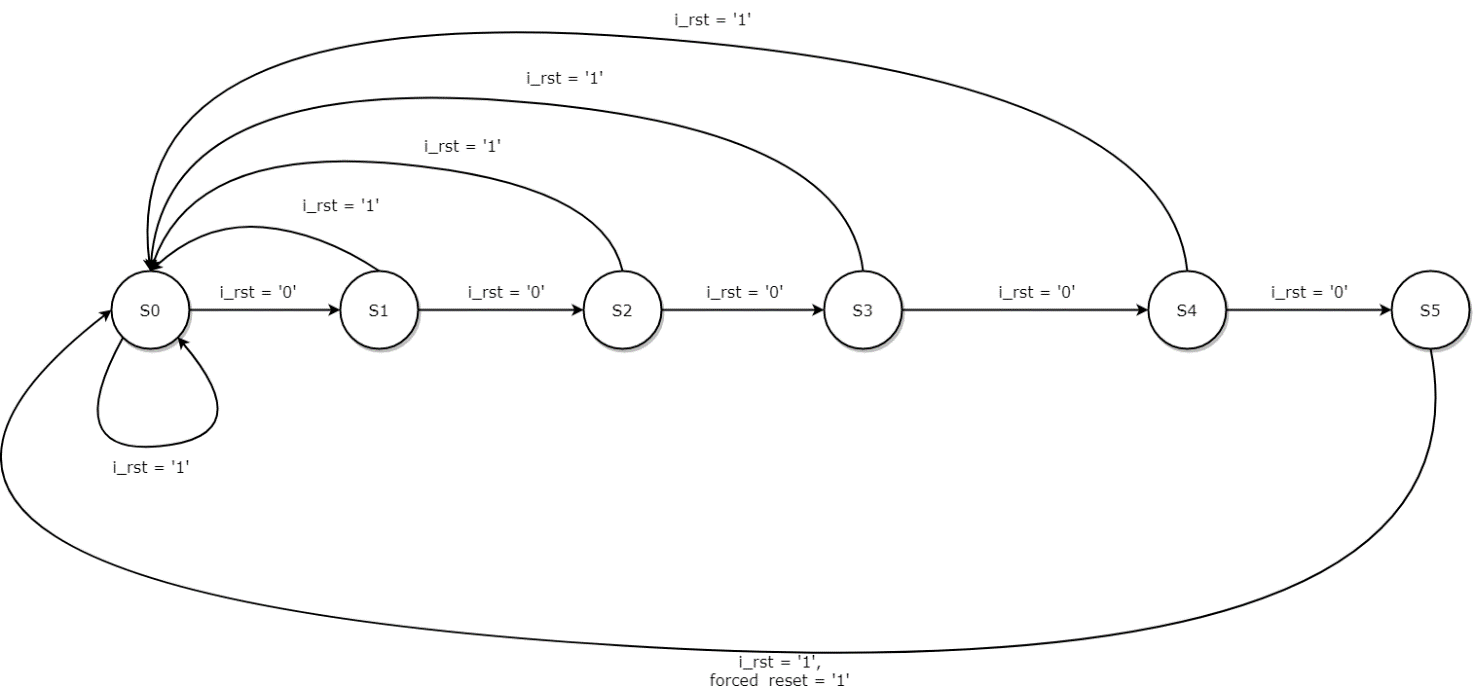 i_rst = '1'
i_rst = '1'
i_rst = '1'
i_rst = '1'
S0
i_rst = '0'
S1
i_rst = '0'
S2
i_rst = '0'
S3
i_rst = '0'
S4
i_rst = '0'
S5
i_rst = '1'
i_rst = '1',
forced_reset = '1'